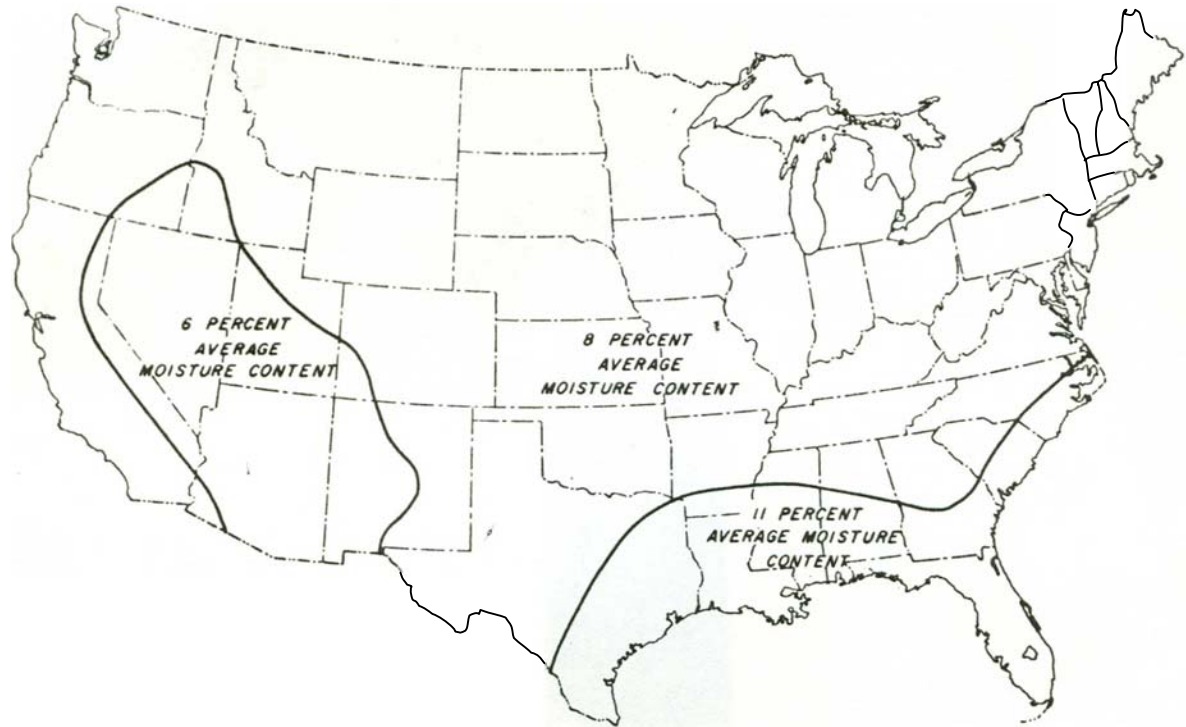 6 PERCENT
AVERAGE
MOISTURE CONTENT
8 PERCENT
AVERAGE
MOISTURE CONTENT
11 PERCENT
AVERAGE MOISTURE
CONTENT